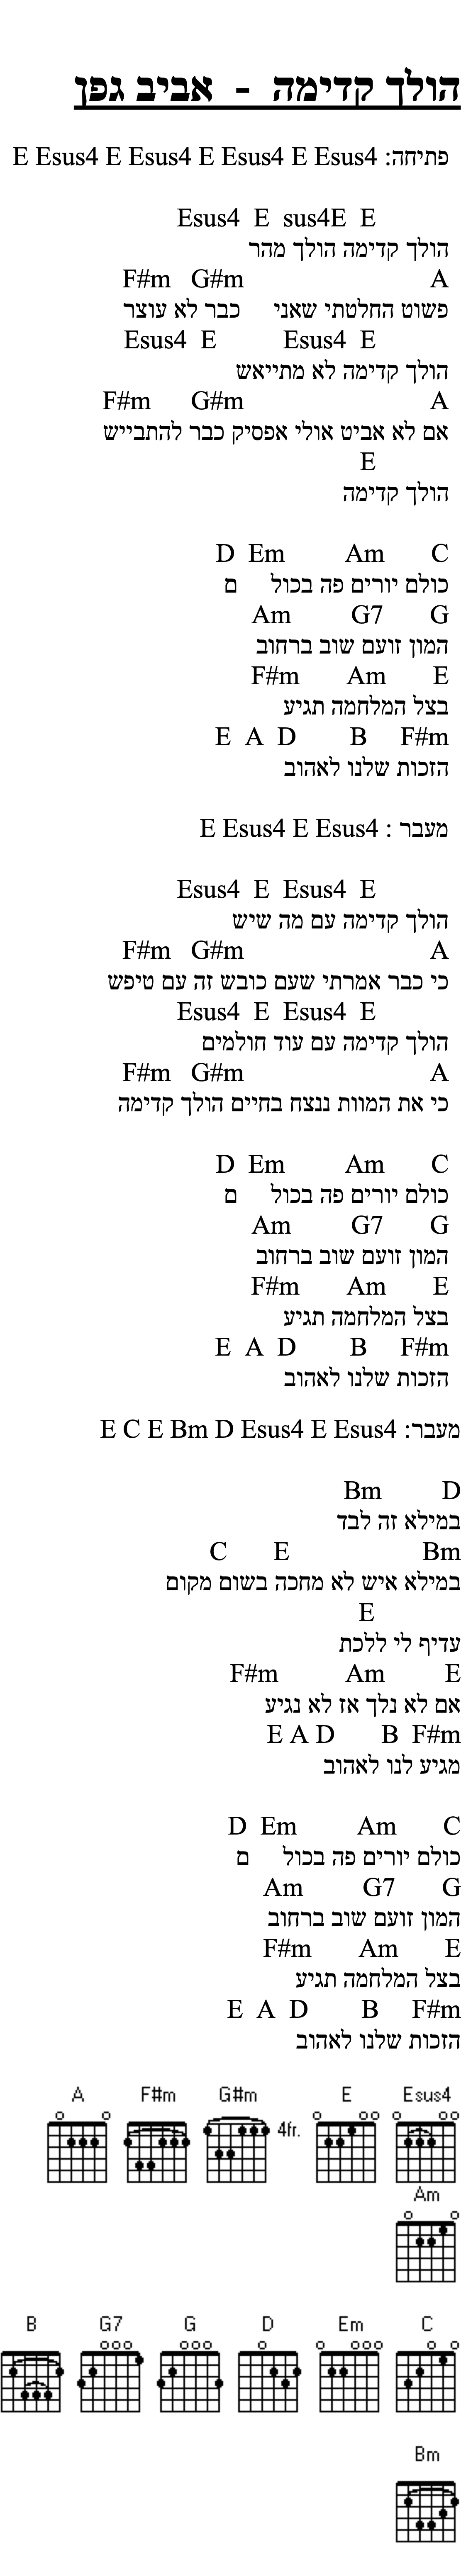 הולך קדימה - אביב גפן
פתיחה: E Esus4 E Esus4 E Esus4 E Esus4
Esus4 E sus4E E
הולך קדימה הולך מהר
F#m G#m A
פשוט החלטתי שאני כבר לא עוצר
Esus4 E Esus4 E
הולך קדימה לא מתייאש
F#m G#m A
אם לא אביט אולי אפסיק כבר להתבייש
E
הולך קדימה
D Em Am C
כולם יורים פה בכול ם
Am G7 G
המון זועם שוב ברחוב
F#m Am E
בצל המלחמה תגיע
E A D B F#m
הזכות שלנו לאהוב
מעבר : E Esus4 E Esus4
Esus4 E Esus4 E
הולך קדימה עם מה שיש
F#m G#m A
כי כבר אמרתי שעם כובש זה עם טיפש
Esus4 E Esus4 E
הולך קדימה עם עוד חולמים
F#m G#m A
כי את המוות ננצח בחיים הולך קדימה
D Em Am C
כולם יורים פה בכול ם
Am G7 G
המון זועם שוב ברחוב
F#m Am E
בצל המלחמה תגיע
E A D B F#m
הזכות שלנו לאהוב
מעבר: E C E Bm D Esus4 E Esus4
Bm D
במילא זה לבד
C E Bm
במילא איש לא מחכה בשום מקום
E
עדיף לי ללכת
F#m Am E
אם לא נלך אז לא נגיע
E A D B F#m
מגיע לנו לאהוב
D Em Am C
כולם יורים פה בכול ם
Am G7 G
המון זועם שוב ברחוב
F#m Am E
בצל המלחמה תגיע
E A D B F#m
הזכות שלנו לאהוב
A F#m G#m E Esus4
4fr.
Am
B G7 G D Em C
Bm